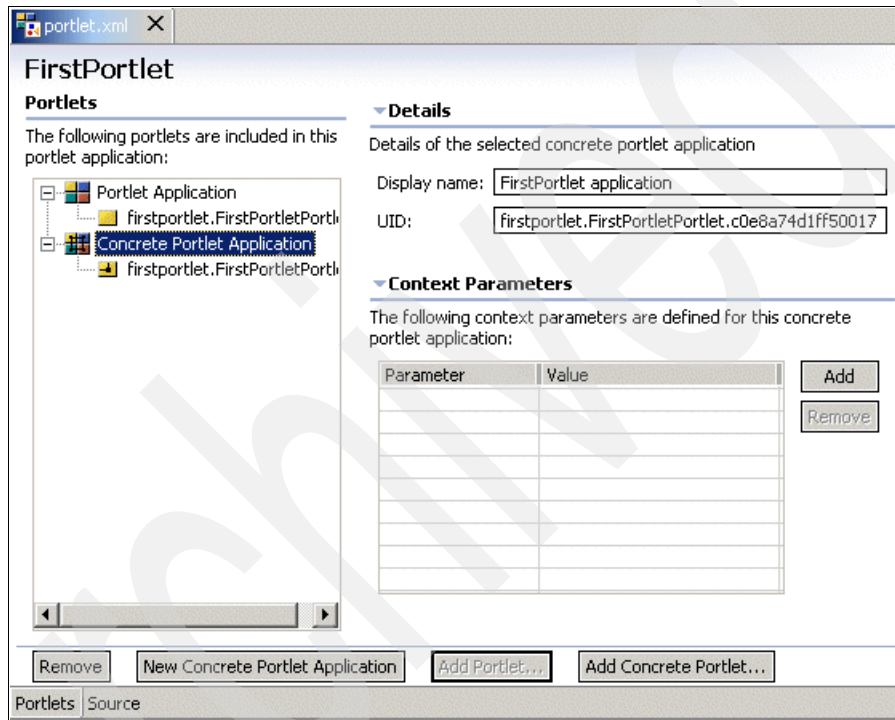 portlet.xml
FirstPortlet
Portlets
The following portlets are included in this
portlet application:
Portlet Application
firstportlet.FirstPortletPortl
Concrete Portlet Application
firstportlet.FirstPortletPortl
Details
Details of the selected concrete portlet application
Display name: FirstPortlet application
UID: firstportlet.FirstPortletPortlet.c0e8a74d1ff50017
Context Parameters
The following context parameters are defined for this concrete
portlet application:
Parameter Value
Add
Remove
Remove New Concrete Portlet Application Add Portlet... Add Concrete Portlet...
Portlets Source